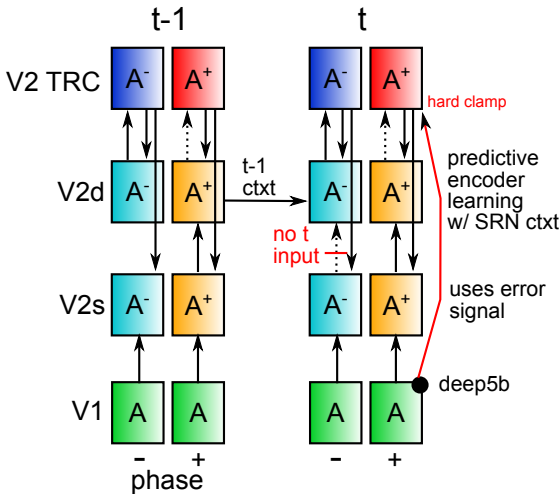 t-1 t
V2 TRC A- A+ A- A+
hard clamp
t-1
ctxt
predictive
encoder
learning
w/ SRN ctxt
V2d A- A+ A- A+
no t
input
V2s A- A+ A- A+
uses error
signal
deep5b
V1 A A A A
- + - +
phase